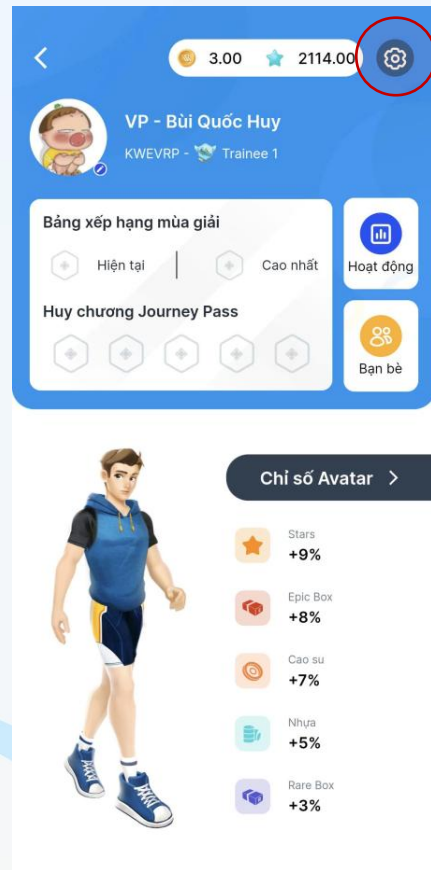 3.00 2114.00
VP - Bùi Quốc Huy
KWEVRP - Trainee 1
Bảng xếp hạng mùa giải
Hiện tại Cao nhất
Hoạt động
Huy chương Journey Pass
Bạn bè
Chỉ số Avatar >
Stars
+9%
Epic Box
+8%
Cao su
+7%
Nhựa
+5%
Rare Box
+3%